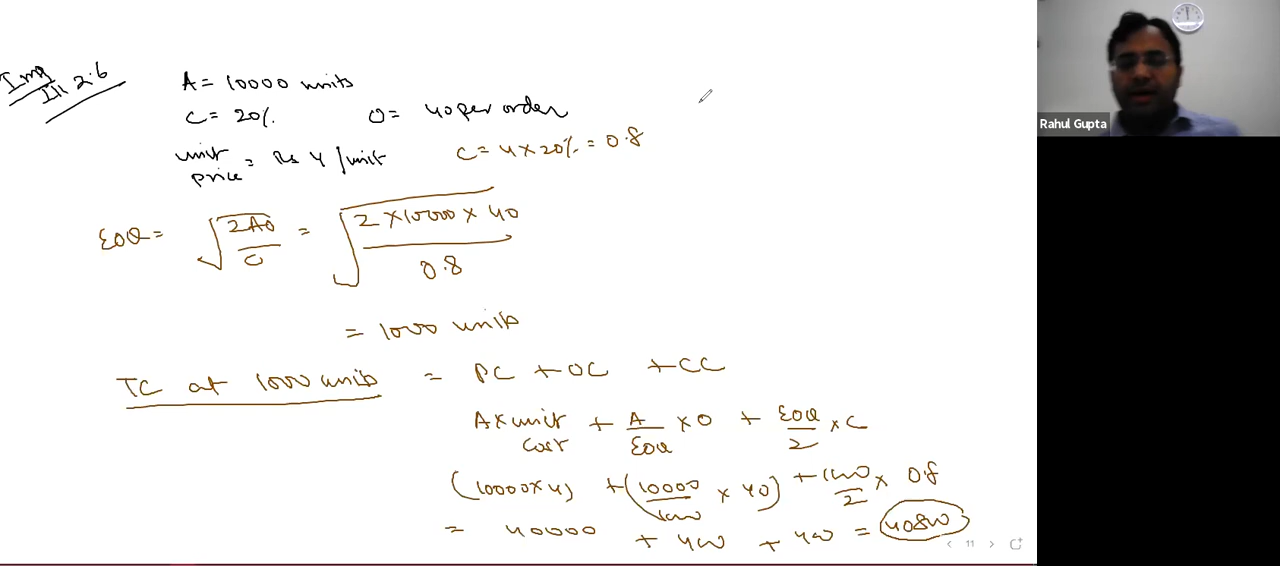 Imp
Ill 2.6
A = 10000 units
C = 20% O = 40 per order
unit price = Rs 4 /unit C = 4 × 20% = 0.8
EOQ = √(2AO / C) = √(2 × 10000 × 40 / 0.8)
= 1000 units
TC at 1000 units = PC + OC + CC
A × unit cost + A / EOQ × O + EOQ / 2 × C
(10000 × 4) + (10000 / 1000 × 40) + 1000 / 2 × 0.8
= 40000 + 400 + 400 = 40800
< 11 >
Rahul Gupta